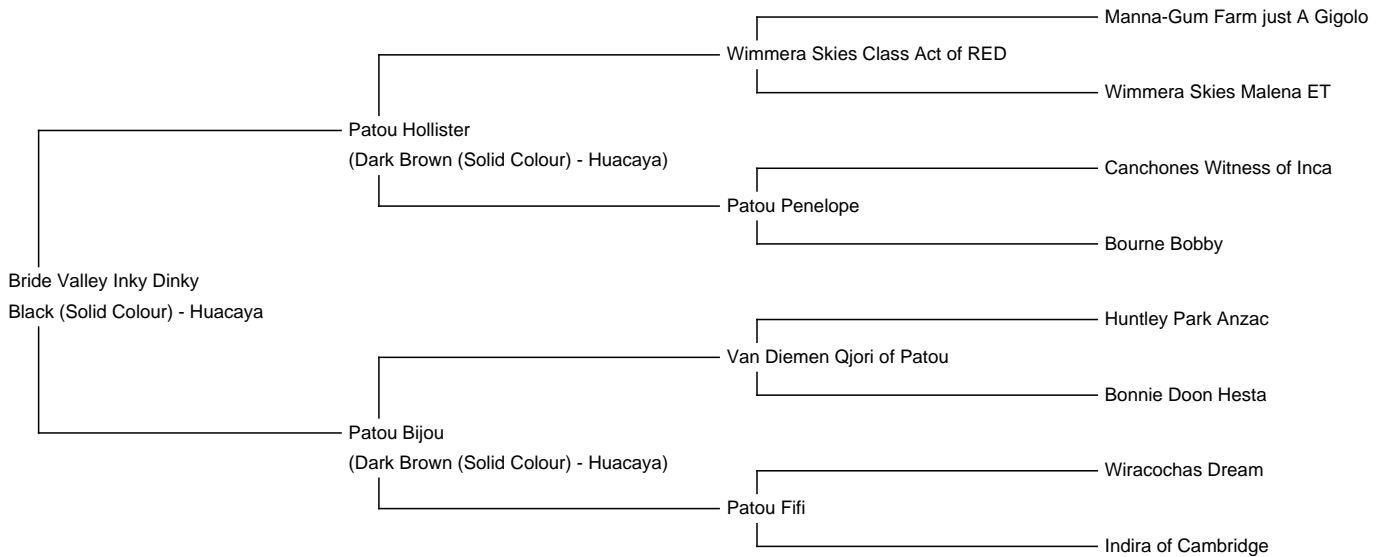 Manna-Gum Farm just A Gigolo
Wimmera Skies Class Act of RED
Wimmera Skies Malena ET
Patou Hollister
(Dark Brown (Solid Colour) - Huacaya)
Canchones Witness of Inca
Patou Penelope
Bourne Bobby
Bride Valley Inky Dinky
Black (Solid Colour) - Huacaya
Huntley Park Anzac
Van Diemen Qjori of Patou
Bonnie Doon Hesta
Patou Bijou
(Dark Brown (Solid Colour) - Huacaya)
Wiracochas Dream
Patou Fifi
Indira of Cambridge